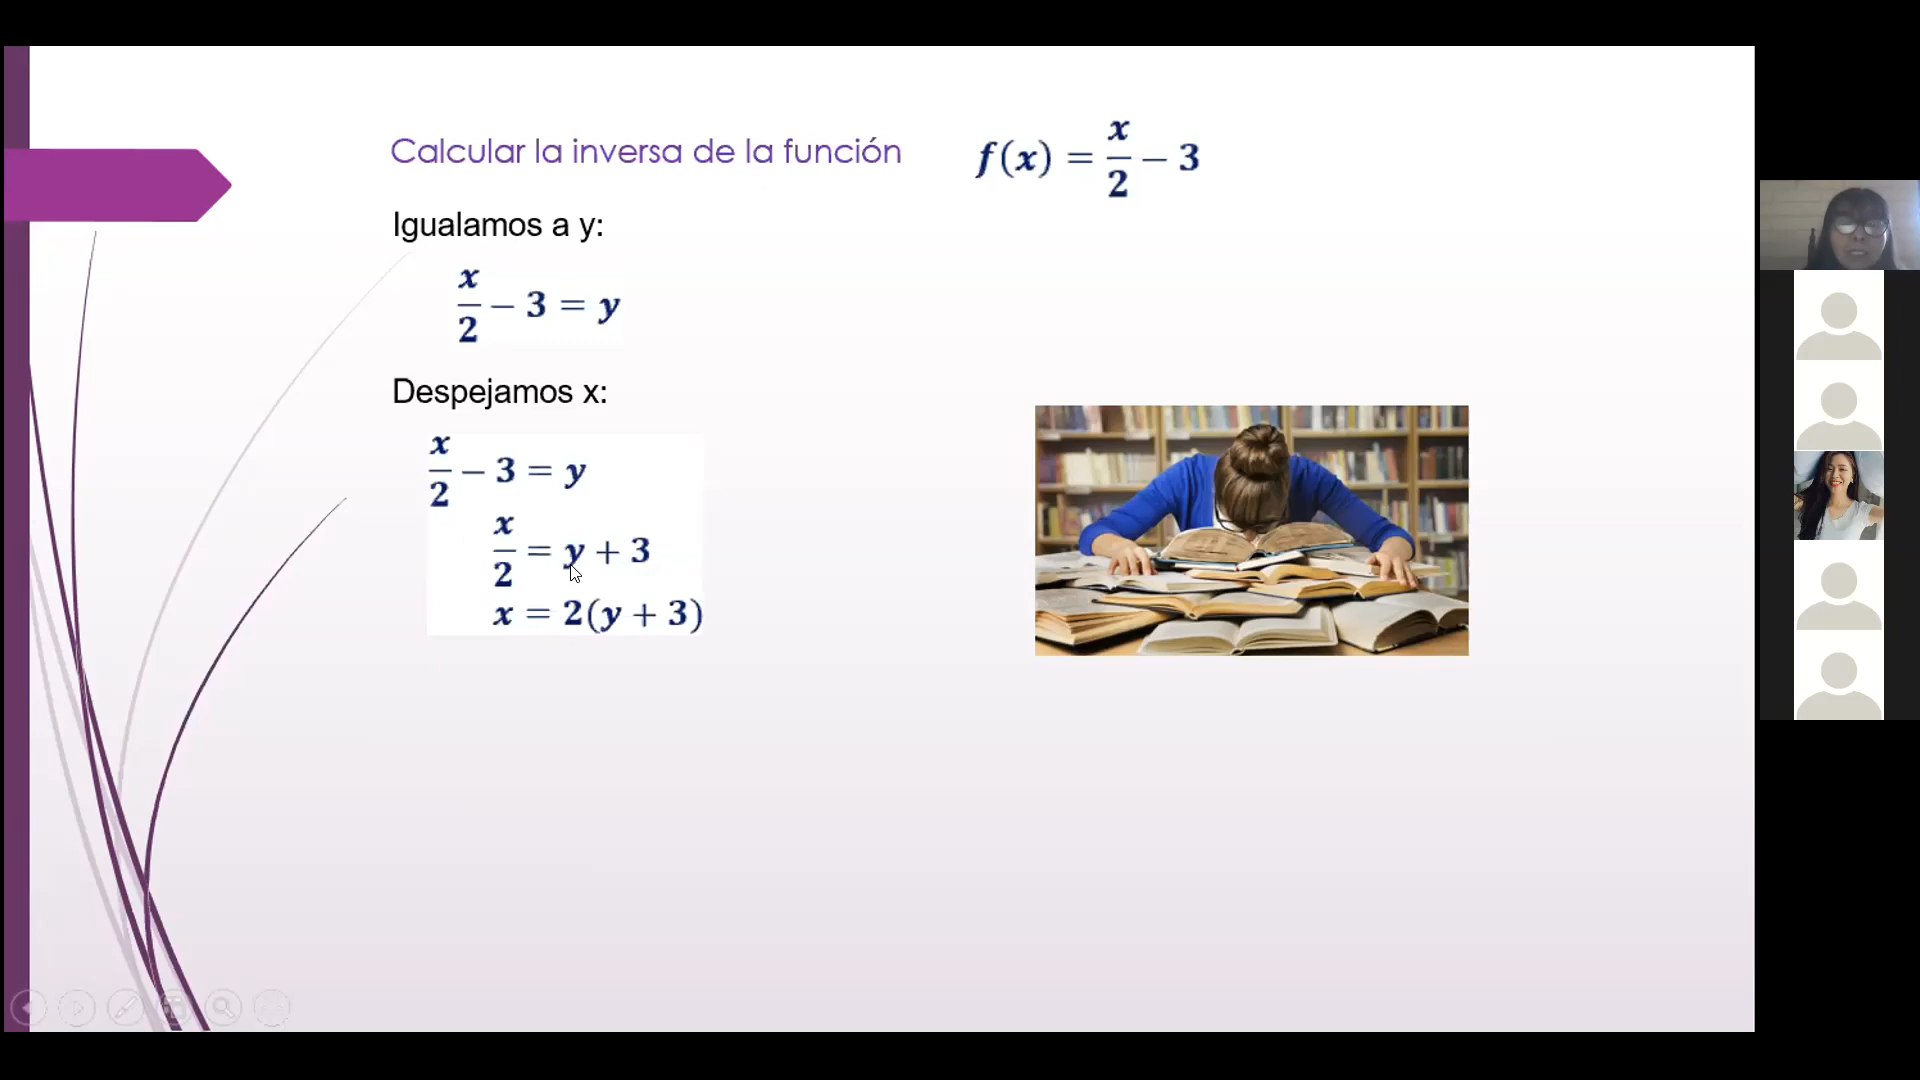 Calcular la inversa de la función f(x) = x/2 − 3
Igualamos a y:
x/2 − 3 = y
Despejamos x:
x/2 − 3 = y
x/2 = y + 3
x = 2(y + 3)